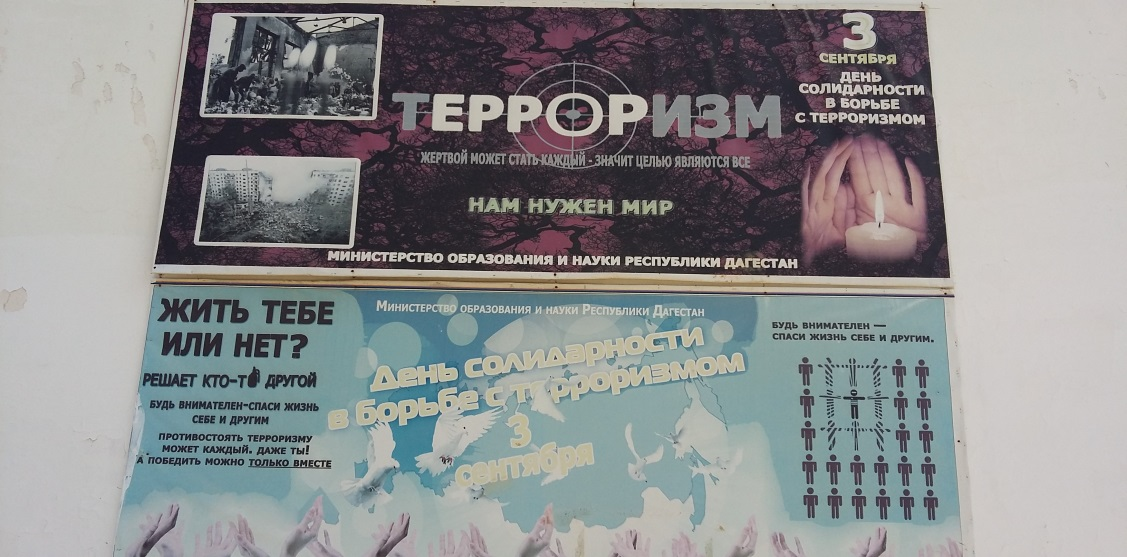 3
СЕНТЯБРЯ
ДЕНЬ
СОЛИДАРНОСТИ
В БОРЬБЕ
С ТЕРРОРИЗМОМ
ТЕРРОРИЗМ
ЖЕРТВОЙ МОЖЕТ СТАТЬ КАЖДЫЙ - ЗНАЧИТ ЦЕЛЬЮ ЯВЛЯЮТСЯ ВСЕ
НАМ НУЖЕН МИР
МИНИСТЕРСТВО ОБРАЗОВАНИЯ И НАУКИ РЕСПУБЛИКИ ДАГЕСТАН
ЖИТЬ ТЕБЕ
ИЛИ НЕТ?
РЕШАЕТ КТО-ТО ДРУГОЙ
БУДЬ ВНИМАТЕЛЕН-СПАСИ ЖИЗНЬ
СЕБЕ И ДРУГИМ
ПРОТИВОСТОЯТЬ ТЕРРОРИЗМУ
МОЖЕТ КАЖДЫЙ. ДАЖЕ ТЫ!
А ПОБЕДИТЬ МОЖНО ТОЛЬКО ВМЕСТЕ
МИНИСТЕРСТВО ОБРАЗОВАНИЯ И НАУКИ РЕСПУБЛИКИ ДАГЕСТАН
День солидарности
в борьбе с терроризмом
3
сентября
БУДЬ ВНИМАТЕЛЕН —
СПАСИ ЖИЗНЬ СЕБЕ И ДРУГИМ.